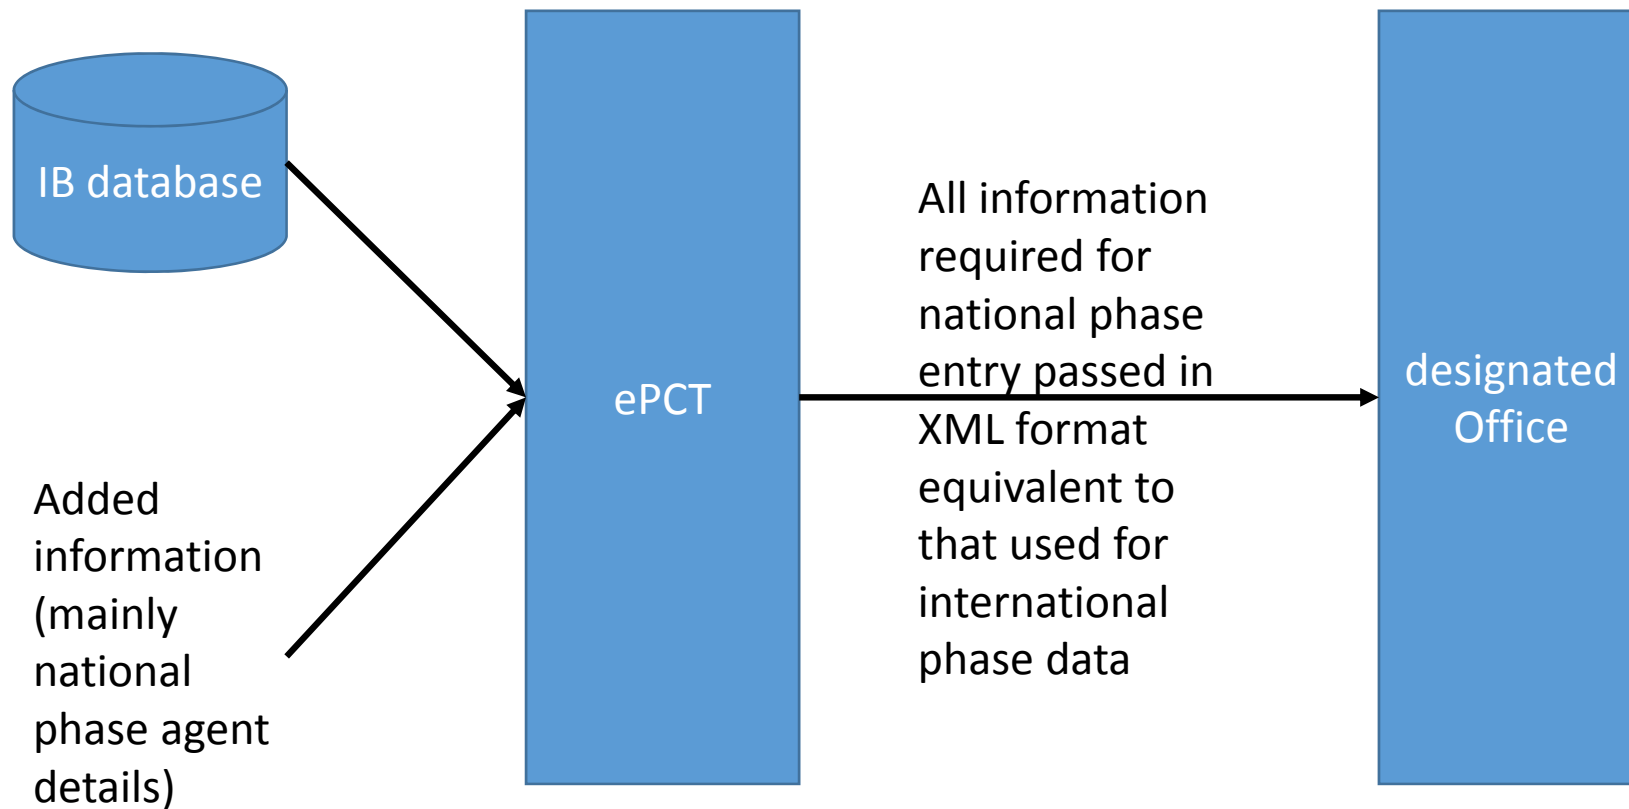 IB database
Added
information
(mainly
national
phase agent
details)
ePCT
All information
required for
national phase
entry passed in
XML format
equivalent to
that used for
international
phase data
designated
Office